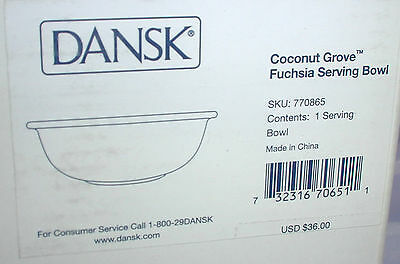 DANSK®
Coconut Grove™
Fuchsia Serving Bowl
SKU: 770865
Contents: 1 Serving
Bowl
Made in China
7 32316 70651 1
For Consumer Service Call 1-800-29DANSK
www.dansk.com
USD $36.00